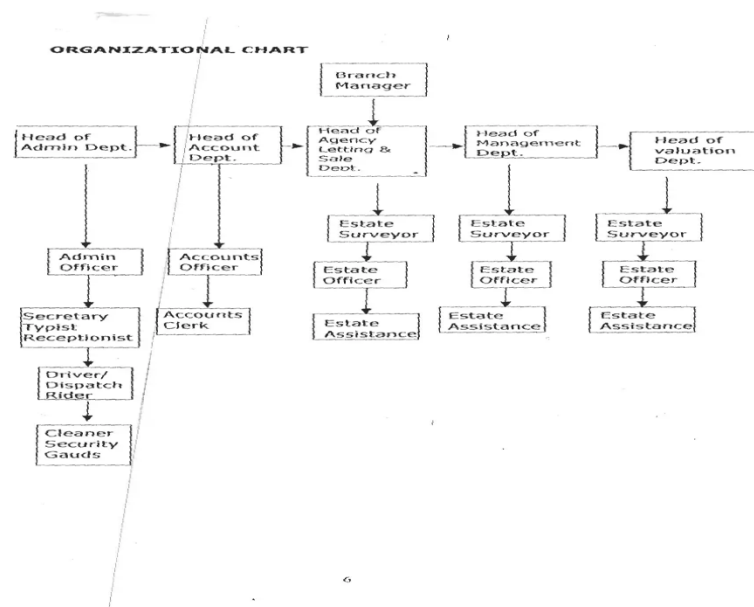 ORGANIZATIONAL CHART
Branch
Manager
Head of
Admin Dept.
Head of
Account
Dept.
Head of
Agency
Letting &
Sale
Dept.
Head of
Management
Dept.
Head of
valuation
Dept.
Estate
Surveyor
Estate
Surveyor
Estate
Surveyor
Admin
Officer
Accounts
Officer
Estate
Officer
Estate
Officer
Estate
Officer
Secretary
Typist
Receptionist
Accounts
Clerk
Estate
Assistance
Estate
Assistance
Estate
Assistance
Driver/
Dispatch
Rider
Cleaner
Security
Gauds
6